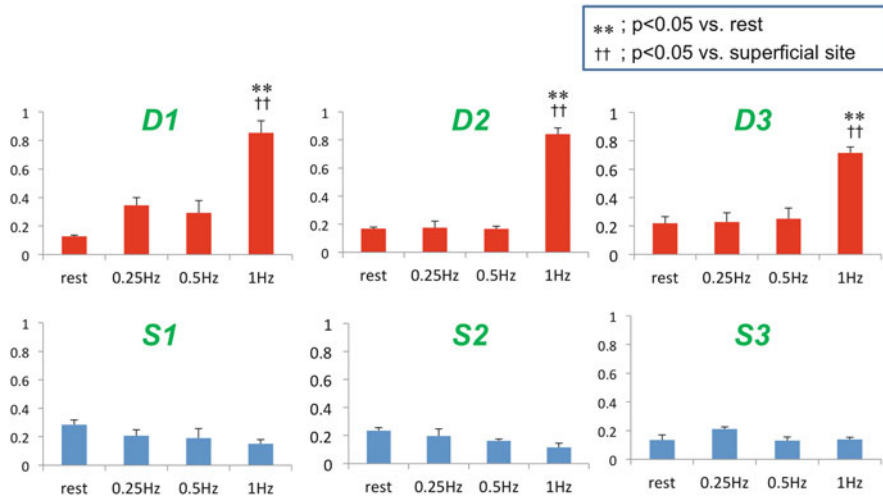 ** ; p<0.05 vs. rest
†† ; p<0.05 vs. superficial site
** ** **
†† †† ††
D1 D2 D3
1 1 1
0.8 0.8 0.8
0.6 0.6 0.6
0.4 0.4 0.4
0.2 0.2 0.2
0 0 0
rest 0.25Hz 0.5Hz 1Hz rest 0.25Hz 0.5Hz 1Hz rest 0.25Hz 0.5Hz 1Hz
S1 S2 S3
1 1 1
0.8 0.8 0.8
0.6 0.6 0.6
0.4 0.4 0.4
0.2 0.2 0.2
0 0 0
rest 0.25Hz 0.5Hz 1Hz rest 0.25Hz 0.5Hz 1Hz rest 0.25Hz 0.5Hz 1Hz